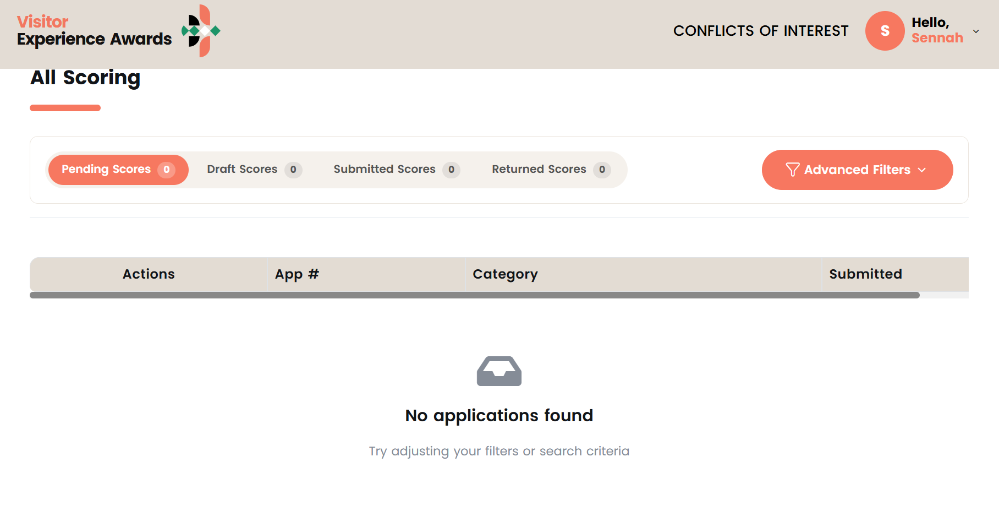 Visitor
Experience Awards
CONFLICTS OF INTEREST
S
Hello,
Sennah
All Scoring
Pending Scores 0
Draft Scores 0
Submitted Scores 0
Returned Scores 0
Advanced Filters
Actions
App #
Category
Submitted
No applications found
Try adjusting your filters or search criteria